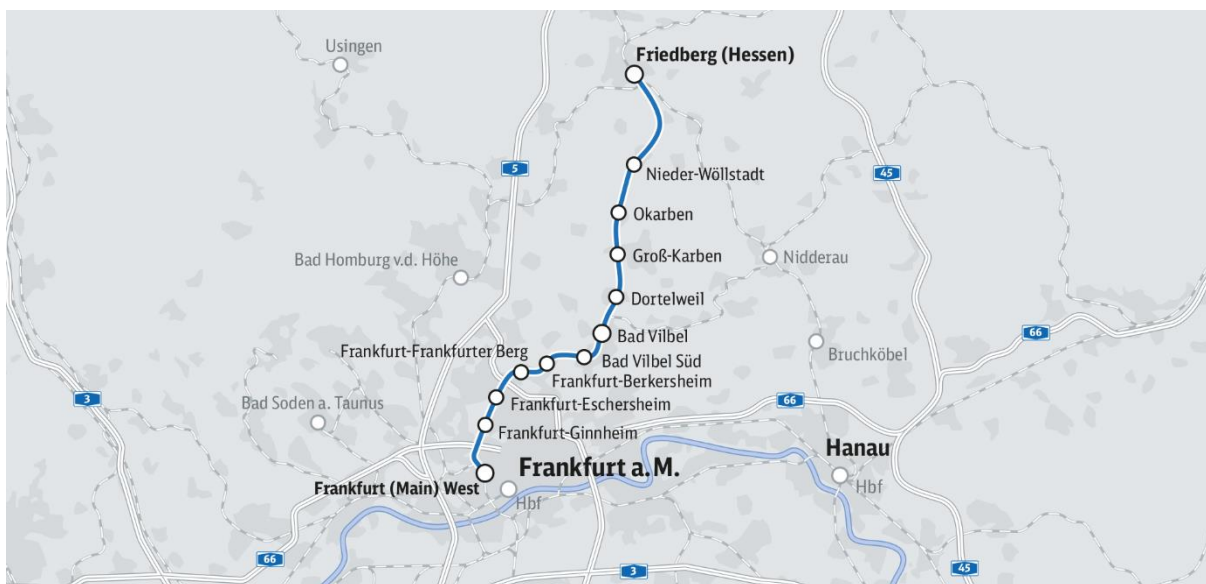 Usingen
Friedberg (Hessen)
5
Nieder-Wöllstadt
45
Okarben
Bad Homburg v.d. Höhe
Groß-Karben
Nidderau
Dortelweil
Bad Vilbel
66
Frankfurt-Frankfurter Berg
Bad Vilbel Süd
Bruchköbel
Frankfurt-Berkersheim
3
Bad Soden a. Taunus
Frankfurt-Eschersheim
66
Frankfurt-Ginnheim
Frankfurt a. M.
Hanau
Frankfurt (Main) West
Hbf
Hbf
66
3
45